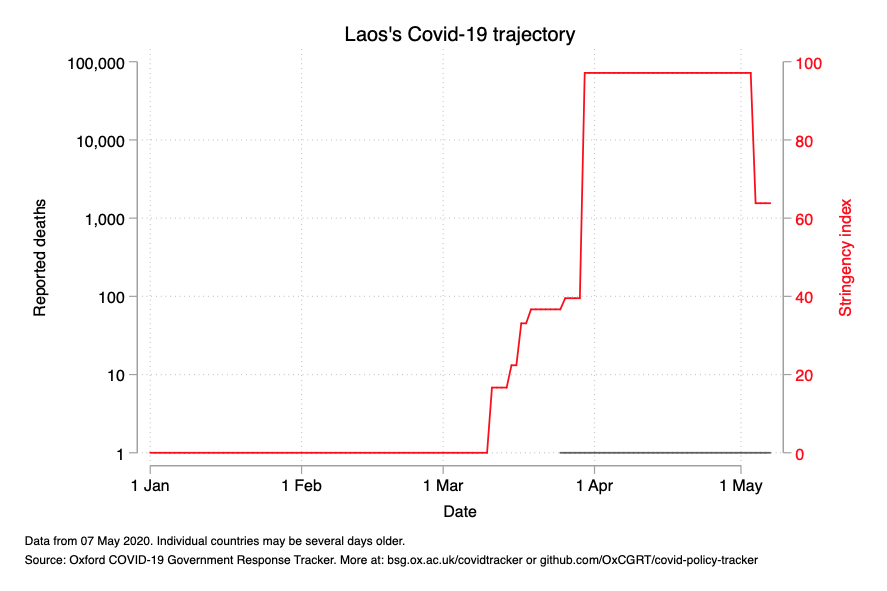 Laos's Covid-19 trajectory
100,000
10,000
1,000
100
10
1
Reported deaths
100
80
60
40
20
0
Stringency index
1 Jan
1 Feb
1 Mar
1 Apr
1 May
Date
Data from 07 May 2020. Individual countries may be several days older.
Source: Oxford COVID-19 Government Response Tracker. More at: bsg.ox.ac.uk/covidtracker or github.com/OxCGRT/covid-policy-tracker